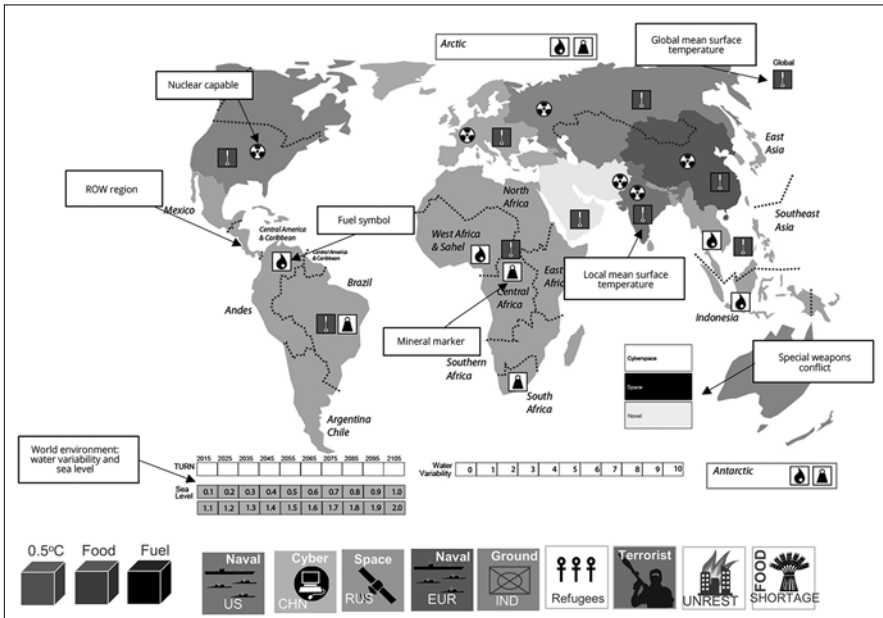 Arctic
Global mean surface
temperature
Global
Nuclear capable
East
Asia
ROW region
Mexico
North
Africa
Southeast
Asia
Central America
& Caribbean
Fuel symbol
West Africa
& Sahel
Central America
& Caribbean
East
Africa
Local mean surface
temperature
Brazil
Central
Africa
Indonesia
Andes
Mineral marker
Cyberspace
Space
Novel
Special weapons
conflict
Southern
Africa
South
Africa
Argentina
Chile
World environment:
water variability and
sea level
2015 2025 2035 2045 2055 2065 2075 2085 2095 2105
TURN
Sea
Level
0.1 0.2 0.3 0.4 0.5 0.6 0.7 0.8 0.9 1.0
1.1 1.2 1.3 1.4 1.5 1.6 1.7 1.8 1.9 2.0
Water
Variability
0 1 2 3 4 5 6 7 8 9 10
Antarctic
0.5°C
Food
Fuel
Naval
US
Cyber
CHN
Space
RUS
Naval
EUR
Ground
IND
Refugees
Terrorist
UNREST
FOOD
SHORTAGE